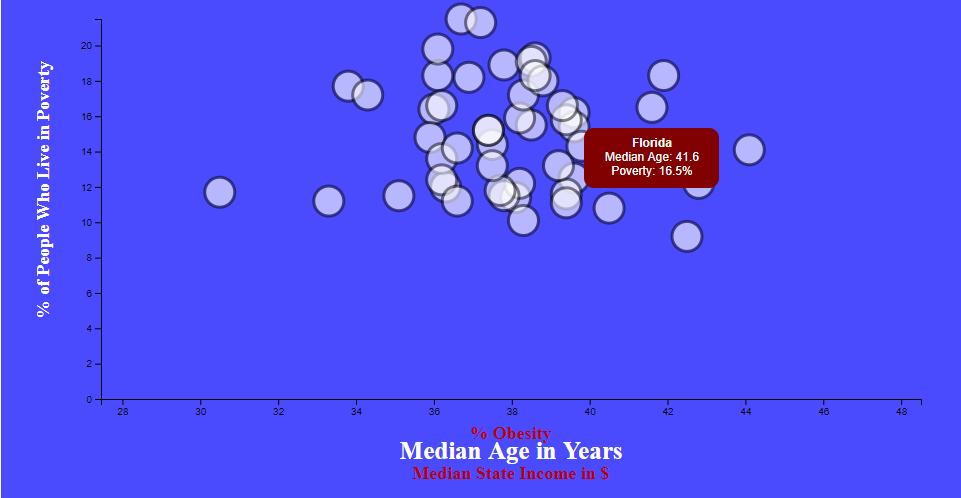 % of People Who Live in Poverty
20
18
16
14
12
10
8
6
4
2
0
Florida
Median Age: 41.6
Poverty: 16.5%
28 30 32 34 36 38 40 42 44 46 48
% Obesity
Median Age in Years
Median State Income in $